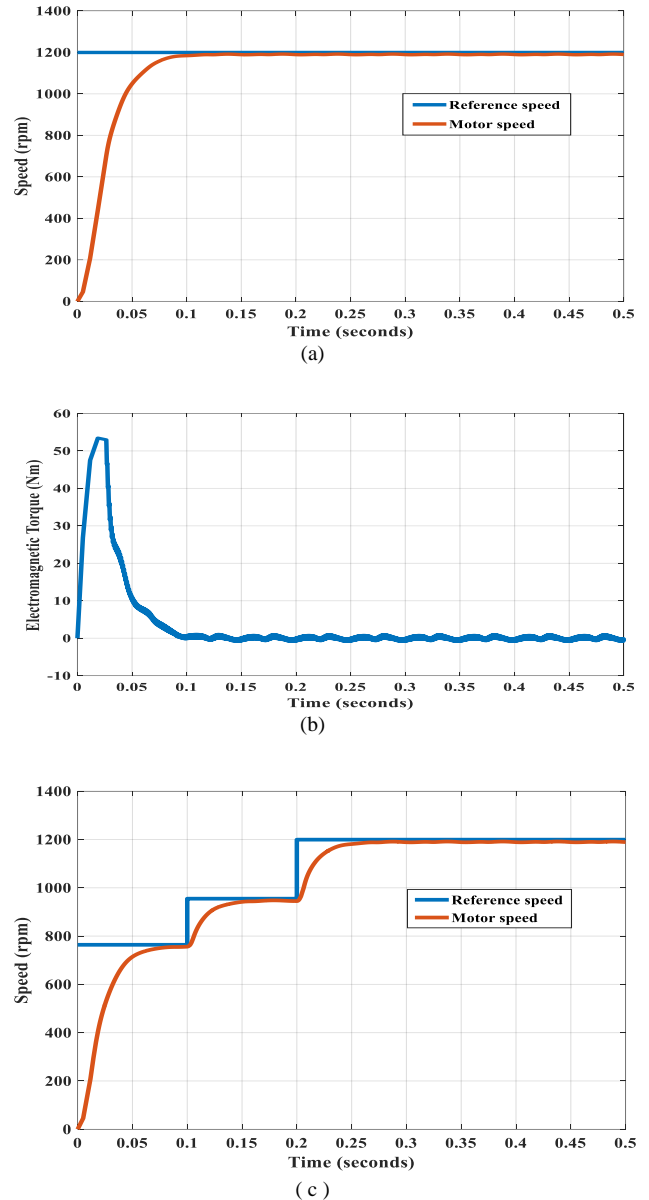 1400
1200
1000
800
600
400
200
0
Speed (rpm)
Reference speed
Motor speed
0 0.05 0.1 0.15 0.2 0.25 0.3 0.35 0.4 0.45 0.5
Time (seconds)
(a)
60
50
40
30
20
10
0
-10
Electromagnetic Torque (Nm)
0 0.05 0.1 0.15 0.2 0.25 0.3 0.35 0.4 0.45 0.5
Time (seconds)
(b)
1400
1200
1000
800
600
400
200
0
Speed (rpm)
Reference speed
Motor speed
0 0.05 0.1 0.15 0.2 0.25 0.3 0.35 0.4 0.45 0.5
Time (seconds)
( c )